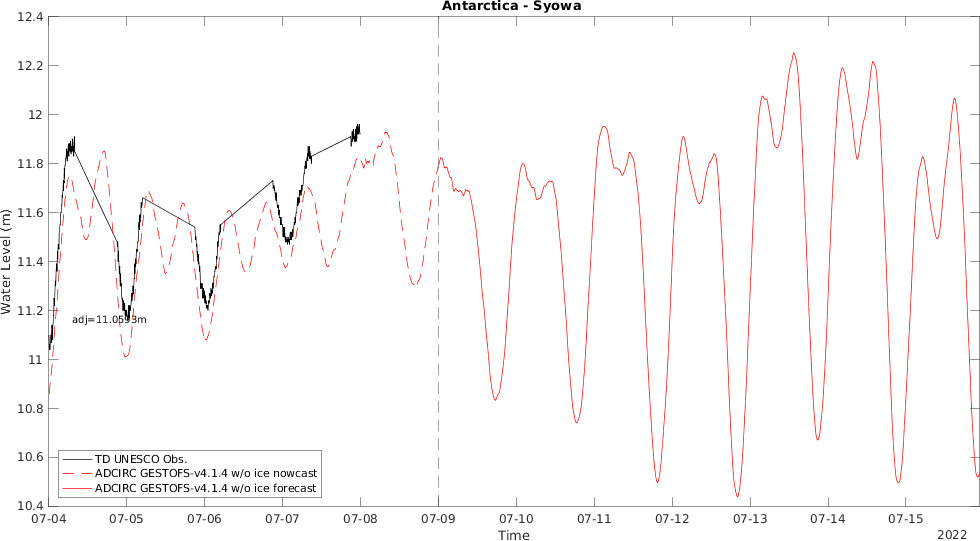 Antarctica - Syowa
12.4
12.2
12
11.8
11.6
11.4
11.2
11
10.8
10.6
10.4
Water Level (m)
adj=11.0593m
TD UNESCO Obs.
ADCIRC GESTOFS-v4.1.4 w/o ice nowcast
ADCIRC GESTOFS-v4.1.4 w/o ice forecast
07-04 07-05 07-06 07-07 07-08 07-09 07-10 07-11 07-12 07-13 07-14 07-15
Time
2022